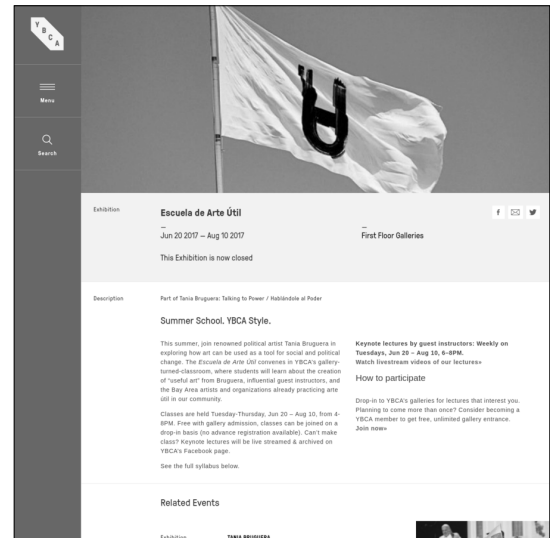 YBCA
Menu
Search
Exhibition
Escuela de Arte Útil
–
Jun 20 2017 – Aug 10 2017
–
First Floor Galleries
This Exhibition is now closed
Description
Part of Tania Bruguera: Talking to Power / Hablándole al Poder
Summer School. YBCA Style.
This summer, join renowned political artist Tania Bruguera in
exploring how art can be used as a tool for social and political
change. The Escuela de Arte Útil convenes in YBCA's gallery-
turned-classroom, where students will learn about the creation
of "useful art" from Bruguera, influential guest instructors, and
the Bay Area artists and organizations already practicing arte
útil in our community.
Classes are held Tuesday-Thursday, Jun 20 – Aug 10, from 4-
8PM. Free with gallery admission, classes can be joined on a
drop-in basis (no advance registration available). Can't make
class? Keynote lectures will be live streamed & archived on
YBCA's Facebook page.
See the full syllabus below.
Keynote lectures by guest instructors: Weekly on
Tuesdays, Jun 20 – Aug 10, 6–8PM.
Watch livestream videos of our lectures»
How to participate
Drop-in to YBCA's galleries for lectures that interest you.
Planning to come more than once? Consider becoming a
YBCA member to get free, unlimited gallery entrance.
Join now»
Related Events
Exhibition
TANIA BRUGUERA